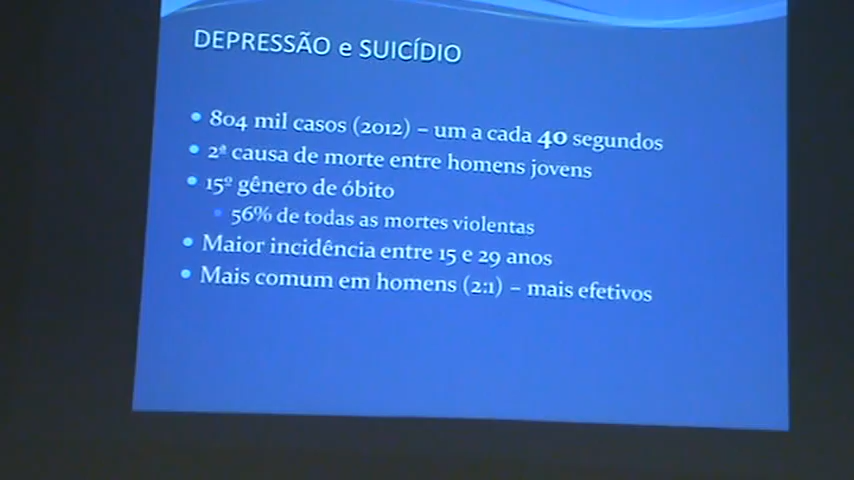 DEPRESSÃO e SUICÍDIO
• 804 mil casos (2012) – um a cada 40 segundos
• 2ª causa de morte entre homens jovens
• 15º gênero de óbito
• 56% de todas as mortes violentas
• Maior incidência entre 15 e 29 anos
• Mais comum em homens (2:1) – mais efetivos